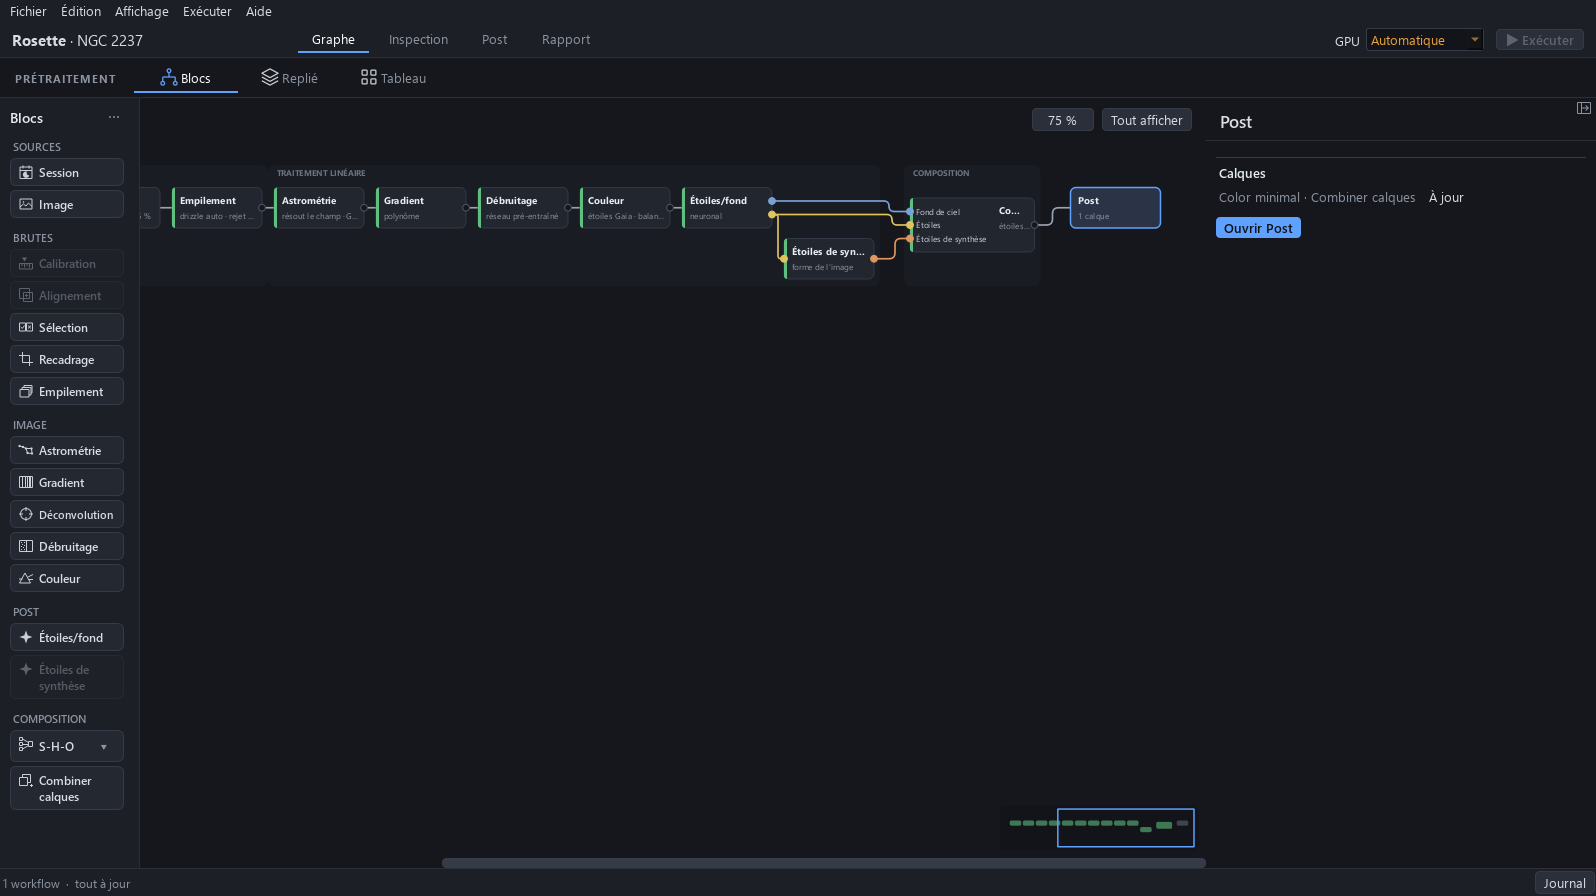 Fichier Édition Affichage Exécuter Aide
Rosette · NGC 2237
Graphe Inspection Post Rapport
GPU Automatique Exécuter
PRÉTRAITEMENT Blocs Replié Tableau
Blocs ···
75 % Tout afficher
Post
SOURCES
Session
Image
BRUTES
Calibration
Alignement
Sélection
Recadrage
Empilement
IMAGE
Astrométrie
Gradient
Déconvolution
Débruitage
Couleur
POST
Étoiles/fond
Étoiles de
synthèse
COMPOSITION
S-H-O
Combiner
calques
TRAITEMENT LINÉAIRE
COMPOSITION
%
Empilement
drizzle auto · rejet ...
Astrométrie
résout le champ · G...
Gradient
polynôme
Débruitage
réseau pré-entraîné
Couleur
étoiles Gaia · balan...
Étoiles/fond
neuronal
Étoiles de syn...
forme de l'image
Fond de ciel
Étoiles
Étoiles de synthèse
Co...
étoiles...
Post
1 calque
Calques
Color minimal · Combiner calques À jour
Ouvrir Post
1 workflow · tout à jour
Journal